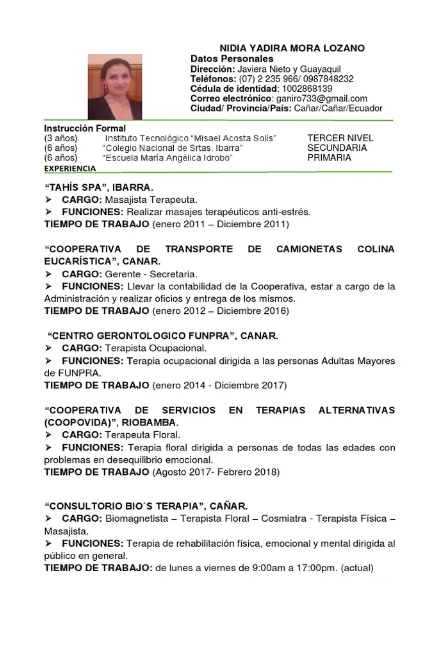 NIDIA YADIRA MORA LOZANO
Datos Personales
Dirección: Javiera Nieto y Guayaquil
Teléfonos: (07) 2 235 966/ 0987848232
Cédula de identidad: 1002868139
Correo electrónico: ganiro733@gmail.com
Ciudad/ Provincia/País: Cañar/Cañar/Ecuador
Instrucción Formal
(3 años) Instituto Tecnológico "Misael Acosta Solís" TERCER NIVEL
(6 años) "Colegio Nacional de Srtas. Ibarra" SECUNDARIA
(6 años) "Escuela María Angélica Idrobo" PRIMARIA
EXPERIENCIA
"TAHÍS SPA", IBARRA.
➤ CARGO: Masajista Terapeuta.
➤ FUNCIONES: Realizar masajes terapéuticos anti-estrés.
TIEMPO DE TRABAJO (enero 2011 – Diciembre 2011)
"COOPERATIVA DE TRANSPORTE DE CAMIONETAS COLINA
EUCARÍSTICA", CANAR.
➤ CARGO: Gerente - Secretaria.
➤ FUNCIONES: Llevar la contabilidad de la Cooperativa, estar a cargo de la
Administración y realizar oficios y entrega de los mismos.
TIEMPO DE TRABAJO (enero 2012 – Diciembre 2016)
"CENTRO GERONTOLOGICO FUNPRA", CANAR.
➤ CARGO: Terapista Ocupacional.
➤ FUNCIONES: Terapia ocupacional dirigida a las personas Adultas Mayores
de FUNPRA.
TIEMPO DE TRABAJO (enero 2014 - Diciembre 2017)
"COOPERATIVA DE SERVICIOS EN TERAPIAS ALTERNATIVAS
(COOPOVIDA)", RIOBAMBA.
➤ CARGO: Terapeuta Floral.
➤ FUNCIONES: Terapia floral dirigida a personas de todas las edades con
problemas en desequilibrio emocional.
TIEMPO DE TRABAJO (Agosto 2017- Febrero 2018)
"CONSULTORIO BIO´S TERAPIA", CAÑAR.
➤ CARGO: Biomagnetista – Terapista Floral – Cosmiatra - Terapista Física –
Masajista.
➤ FUNCIONES: Terapia de rehabilitación física, emocional y mental dirigida al
público en general.
TIEMPO DE TRABAJO: de lunes a viernes de 9:00am a 17:00pm. (actual)